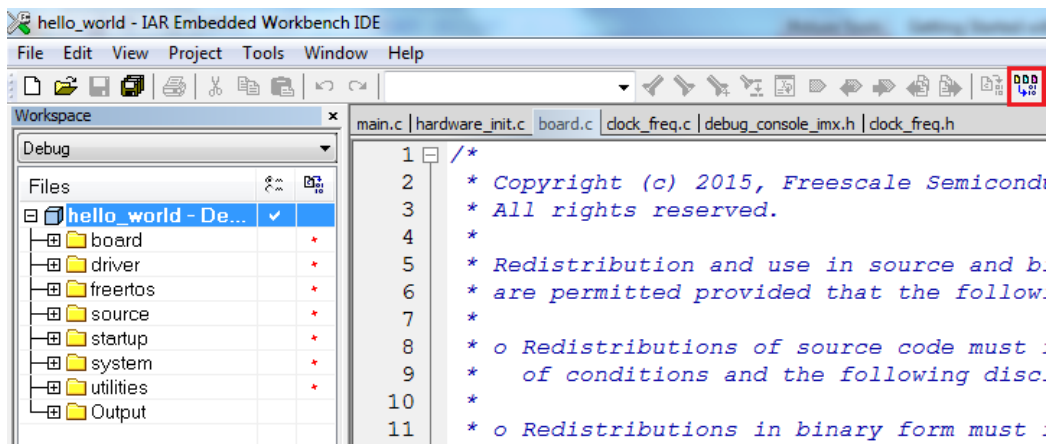 hello_world - IAR Embedded Workbench IDE
File Edit View Project Tools Window Help
Workspace x
main.c hardware_init.c board.c clock_freq.c debug_console_imx.h clock_freq.h
Debug
Files
hello_world - De...
board
driver
freertos
source
startup
system
utilities
Output
1 /*
2 * Copyright (c) 2015, Freescale Semicond
3 * All rights reserved.
4 *
5 * Redistribution and use in source and b
6 * are permitted provided that the follow
7 *
8 * o Redistributions of source code must
9 * of conditions and the following disc
10 *
11 * o Redistributions in binary form must